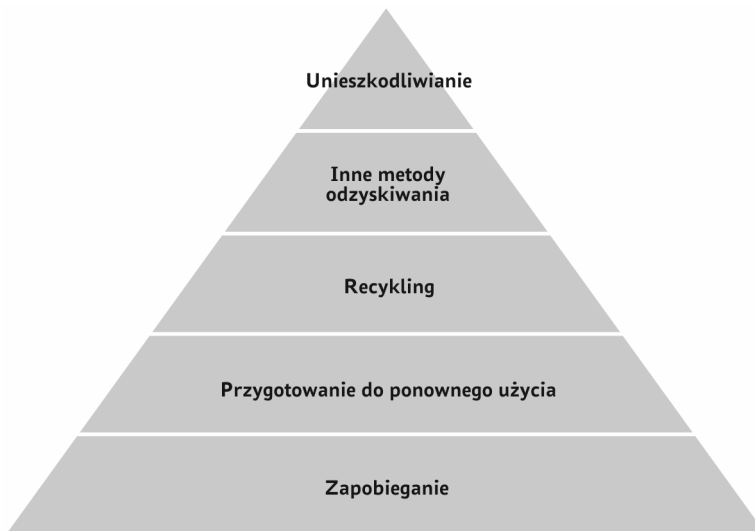 Unieszkodliwianie
Inne metody
odzyskiwania
Recykling
Przygotowanie do ponownego użycia
Zapobieganie